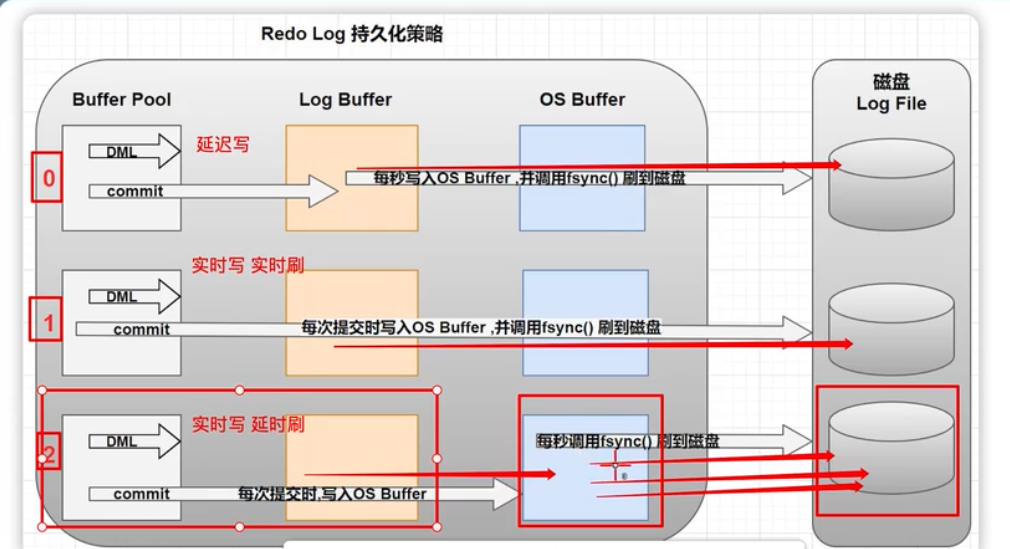 Redo Log 持久化策略
Buffer Pool
Log Buffer
OS Buffer
磁盘
Log File
0
DML
延迟写
commit
每秒写入OS Buffer ,并调用fsync() 刷到磁盘
1
实时写 实时刷
DML
commit
每次提交时写入OS Buffer ,并调用fsync() 刷到磁盘
2
实时写 延时刷
DML
每秒调用fsync() 刷到磁盘
commit
每次提交时,写入OS Buffer